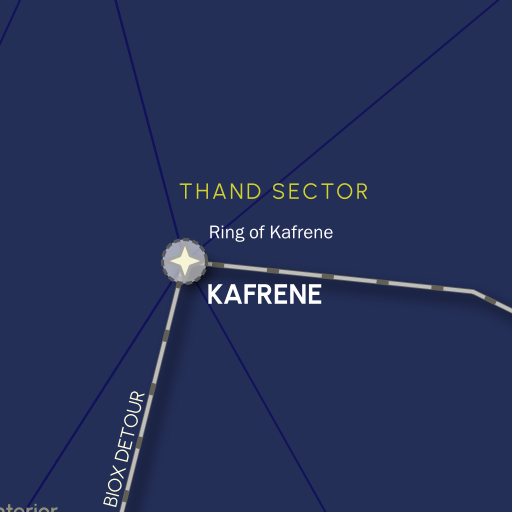 THAND SECTOR
Ring of Kafrene
KAFRENE
BIOX DETOUR